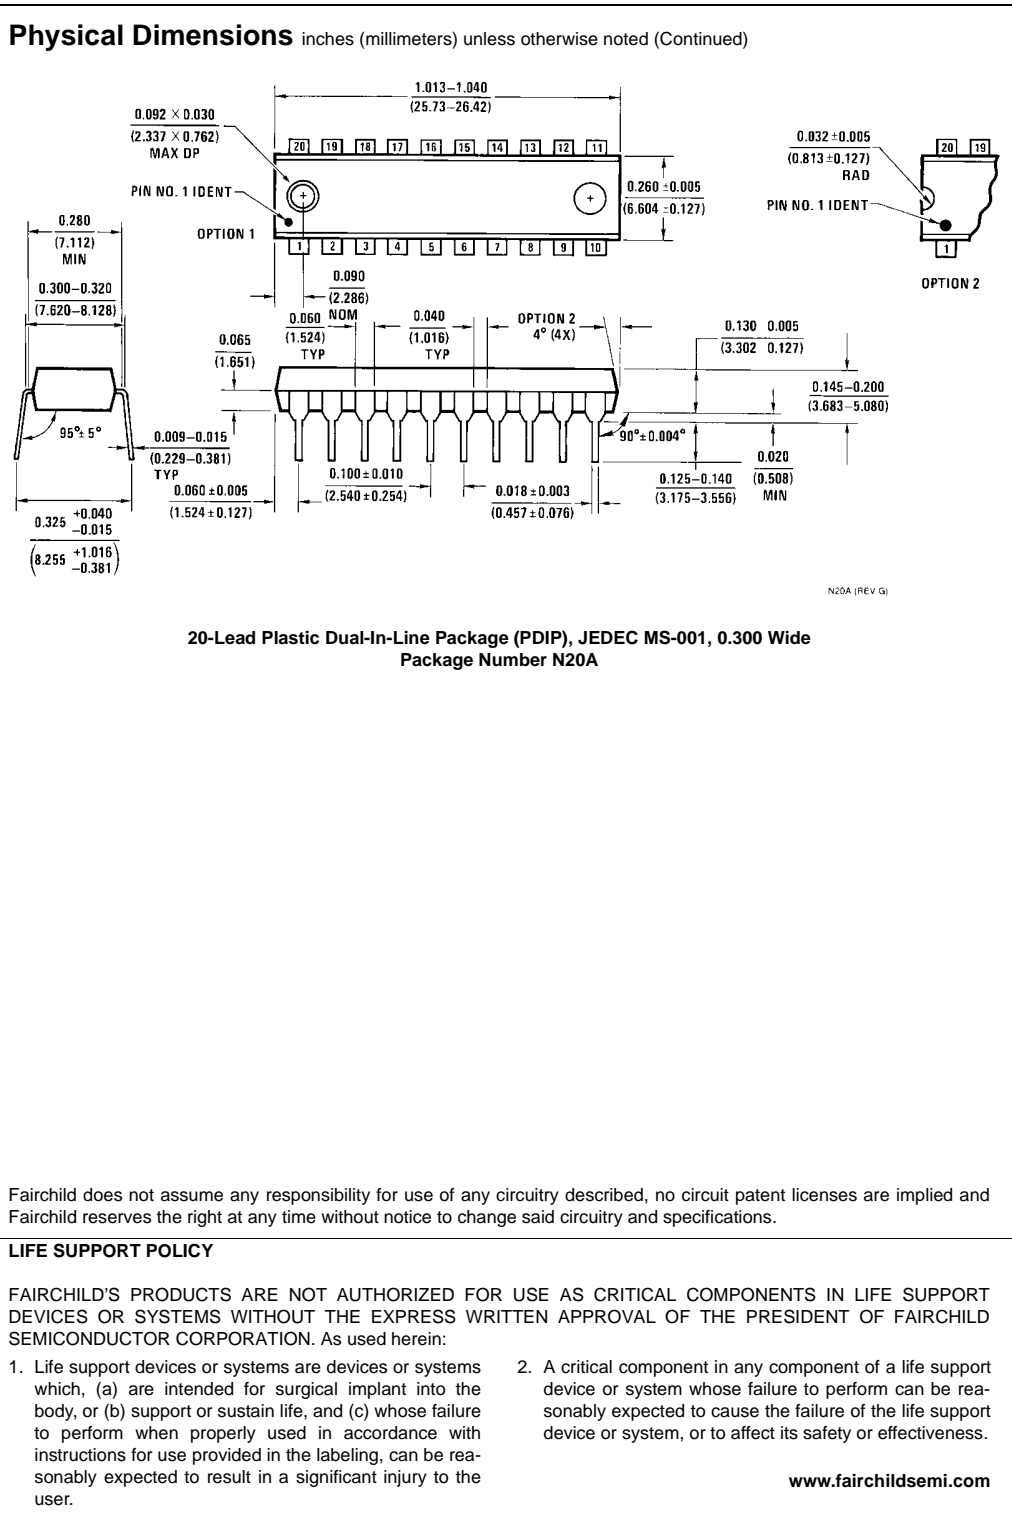 Physical Dimensions inches (millimeters) unless otherwise noted (Continued)
1.013–1.040
(25.73–26.42)
0.092 × 0.030
(2.337 × 0.762)
MAX DP
20 19 18 17 16 15 14 13 12 11
PIN NO. 1 IDENT
OPTION 1
1 2 3 4 5 6 7 8 9 10
0.260 ±0.005
(6.604 ±0.127)
0.032 ±0.005
(0.813 ±0.127)
RAD
20 19
PIN NO. 1 IDENT
1
OPTION 2
0.280
(7.112)
MIN
0.300–0.320
(7.620–8.128)
0.090
(2.286)
NOM
0.060
(1.524)
TYP
0.040
(1.016)
TYP
OPTION 2
4° (4X)
0.065
(1.651)
0.130 0.005
(3.302 0.127)
0.145–0.200
(3.683–5.080)
95°± 5°
90°±0.004°
0.009–0.015
(0.229–0.381)
TYP
0.100 ±0.010
(2.540 ±0.254)
0.020
(0.508)
MIN
0.125–0.140
(3.175–3.556)
0.060 ±0.005
(1.524 ±0.127)
0.018 ±0.003
(0.457 ±0.076)
0.325 +0.040
–0.015
(8.255 +1.016
–0.381)
N20A (REV G)
20-Lead Plastic Dual-In-Line Package (PDIP), JEDEC MS-001, 0.300 Wide
Package Number N20A
Fairchild does not assume any responsibility for use of any circuitry described, no circuit patent licenses are implied and
Fairchild reserves the right at any time without notice to change said circuitry and specifications.
LIFE SUPPORT POLICY
FAIRCHILD'S PRODUCTS ARE NOT AUTHORIZED FOR USE AS CRITICAL COMPONENTS IN LIFE SUPPORT
DEVICES OR SYSTEMS WITHOUT THE EXPRESS WRITTEN APPROVAL OF THE PRESIDENT OF FAIRCHILD
SEMICONDUCTOR CORPORATION. As used herein:
1. Life support devices or systems are devices or systems
which, (a) are intended for surgical implant into the
body, or (b) support or sustain life, and (c) whose failure
to perform when properly used in accordance with
instructions for use provided in the labeling, can be rea-
sonably expected to result in a significant injury to the
user.
2. A critical component in any component of a life support
device or system whose failure to perform can be rea-
sonably expected to cause the failure of the life support
device or system, or to affect its safety or effectiveness.
www.fairchildsemi.com